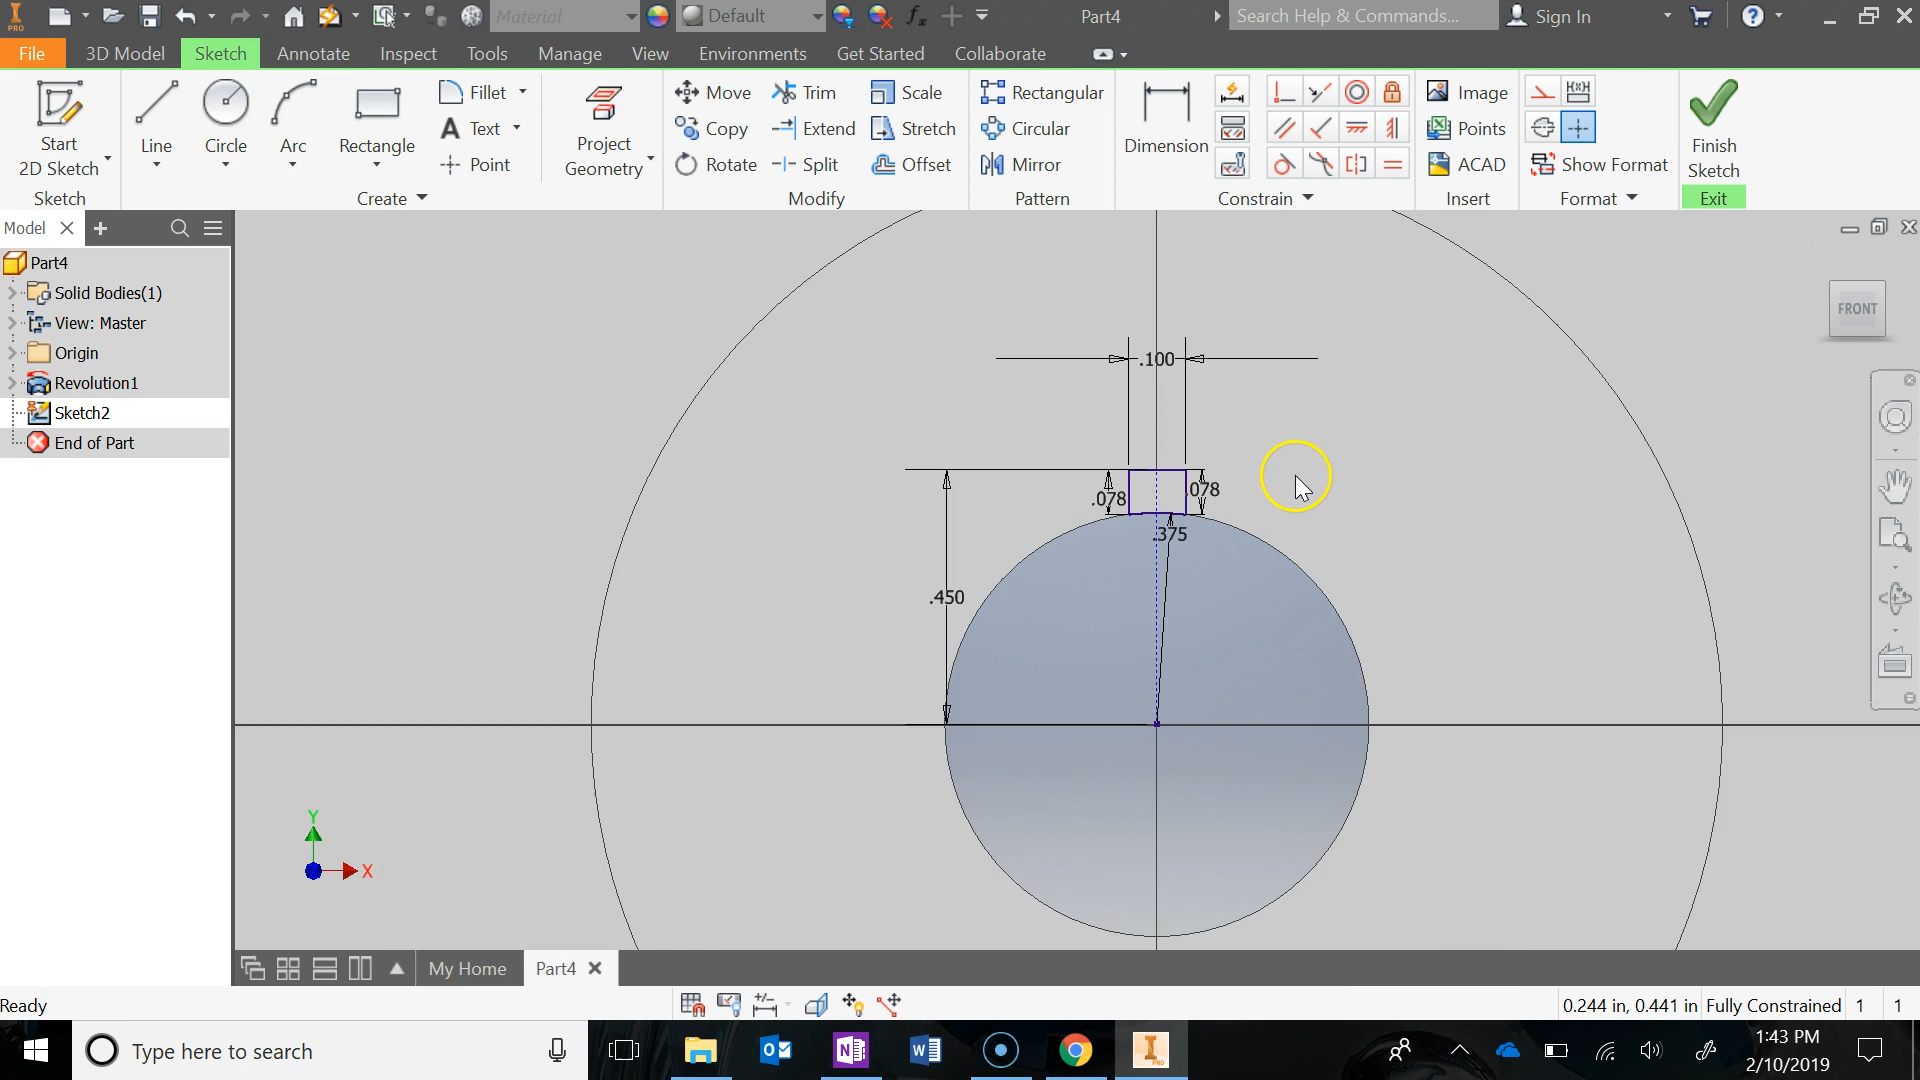 PRO
Material
Default
fx
Part4
Search Help & Commands...
Sign In
File
3D Model
Sketch
Annotate
Inspect
Tools
Manage
View
Environments
Get Started
Collaborate
Start
2D Sketch
Sketch
Line
Circle
Arc
Rectangle
Fillet
Text
Point
Create
Project
Geometry
Move
Trim
Scale
Copy
Extend
Stretch
Rotate
Split
Offset
Modify
Rectangular
Circular
Mirror
Pattern
Dimension
Constrain
Image
Points
ACAD
Insert
Show Format
Format
Finish
Sketch
Exit
Model
Part4
Solid Bodies(1)
View: Master
Origin
Revolution1
Sketch2
End of Part
FRONT
.100
.078
.078
.375
.450
Y
X
My Home
Part4
Ready
0.244 in, 0.441 in
Fully Constrained
1
1
Type here to search
1:43 PM
2/10/2019